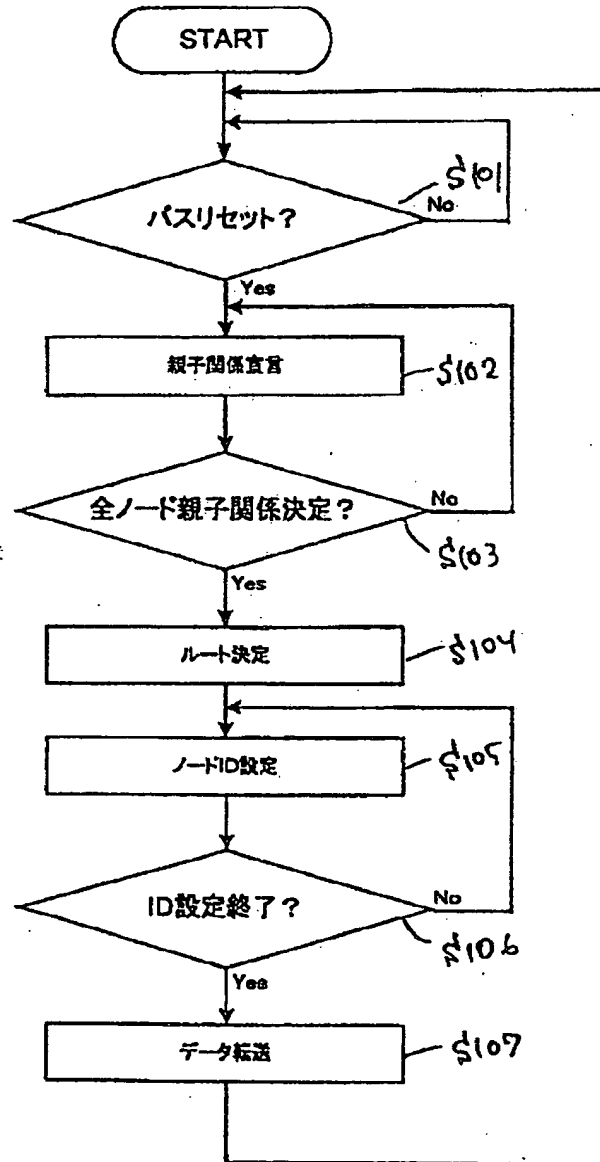 START
バスリセット?
S101
No
Yes
親子関係宣言
S102
全ノード親子関係決定?
No
S103
Yes
ルート決定
S104
ノードID設定
S105
ID設定終了?
No
S106
Yes
データ転送
S107